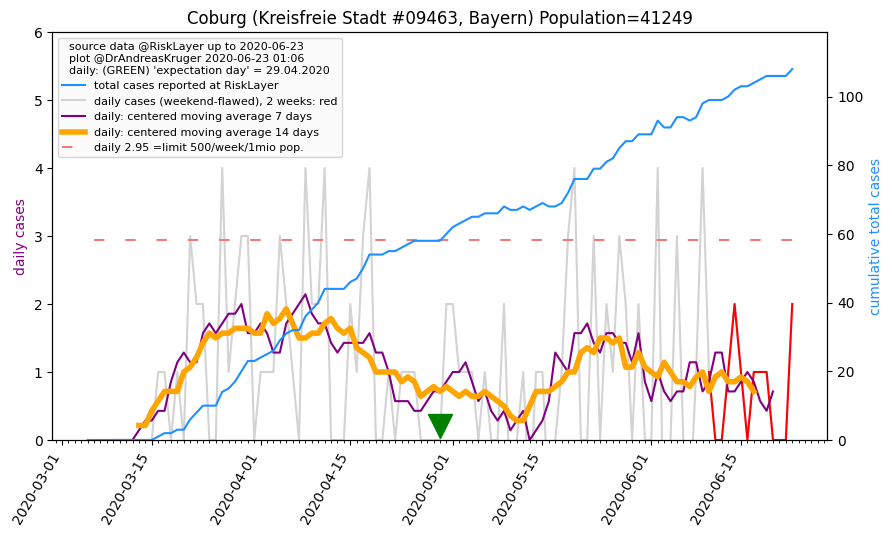 Coburg (Kreisfreie Stadt #09463, Bayern) Population=41249
source data @RiskLayer up to 2020-06-23
plot @DrAndreasKruger 2020-06-23 01:06
daily: (GREEN) 'expectation day' = 29.04.2020
total cases reported at RiskLayer
daily cases (weekend-flawed), 2 weeks: red
daily: centered moving average 7 days
daily: centered moving average 14 days
daily 2.95 =limit 500/week/1mio pop.
daily cases
6
5
4
3
2
1
0
cumulative total cases
100
80
60
40
20
0
2020-03-01
2020-03-15
2020-04-01
2020-04-15
2020-05-01
2020-05-15
2020-06-01
2020-06-15